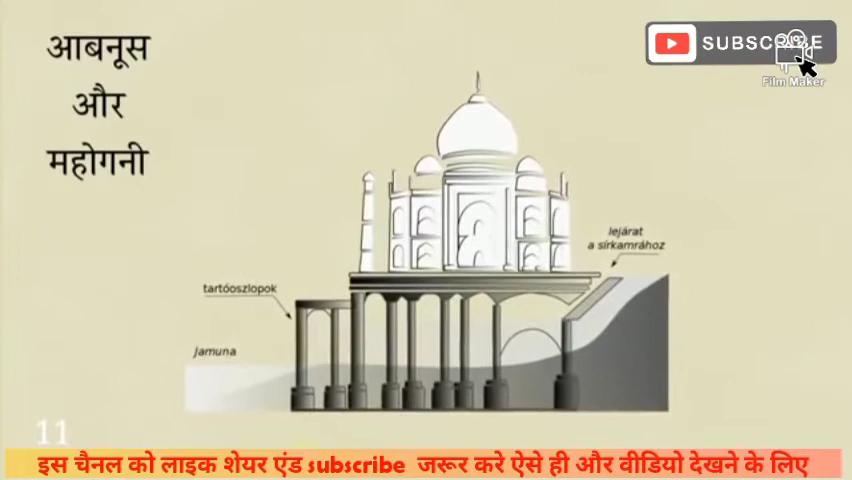 आबनूस
और
महोगनी
SUBSCRIBE
Film Maker
lejárat
a sírkamrához
tartóoszlopok
Jamuna
11
इस चैनल को लाइक शेयर एंड subscribe जरूर करे ऐसे ही और वीडियो देखने के लिए